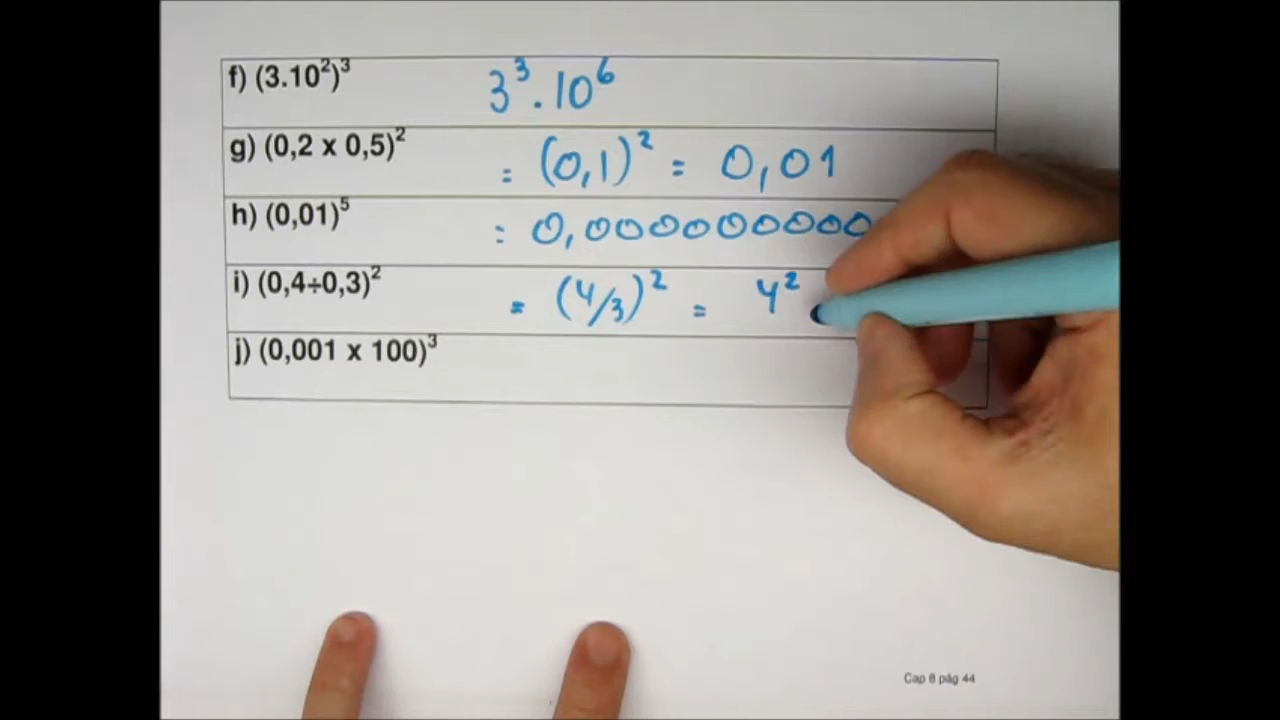 f) (3.10²)³ 3³ . 10⁶
g) (0,2 x 0,5)² = (0,1)² = 0,01
h) (0,01)⁵ = 0,000000000
i) (0,4÷0,3)² = (4/3)² = 4²
j) (0,001 x 100)³
Cap 8 pág 44